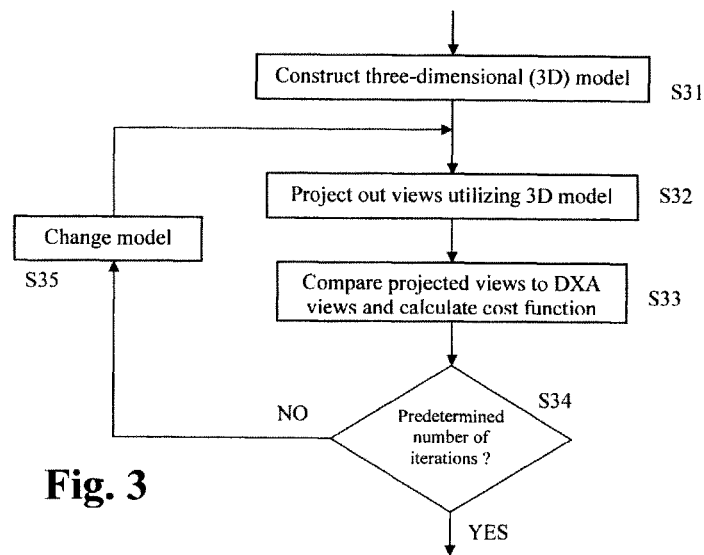 Construct three-dimensional (3D) model
S31
Project out views utilizing 3D model
S32
Change model
S35
Compare projected views to DXA
views and calculate cost function
S33
S34
NO
Predetermined
number of
iterations ?
Fig. 3
YES